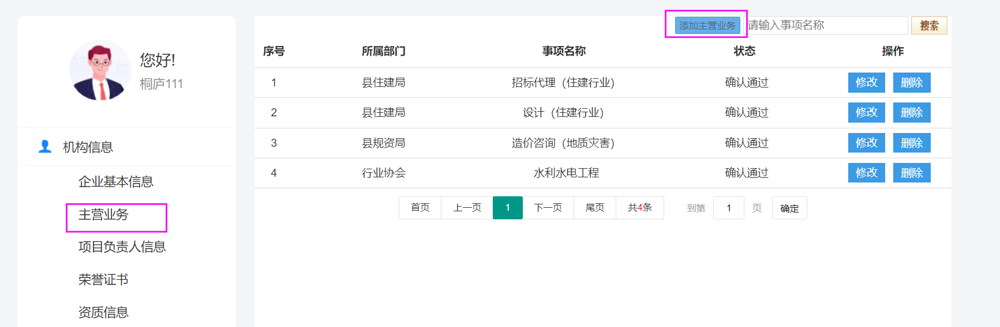 您好!
桐庐111
机构信息
企业基本信息
主营业务
项目负责人信息
荣誉证书
资质信息
添加主营业务 请输入事项名称 搜索
序号 所属部门 事项名称 状态 操作
1 县住建局 招标代理（住建行业） 确认通过 修改 删除
2 县住建局 设计（住建行业） 确认通过 修改 删除
3 县规资局 造价咨询（地质灾害） 确认通过 修改 删除
4 行业协会 水利水电工程 确认通过 修改 删除
首页 上一页 1 下一页 尾页 共4条 到第 1 页 确定